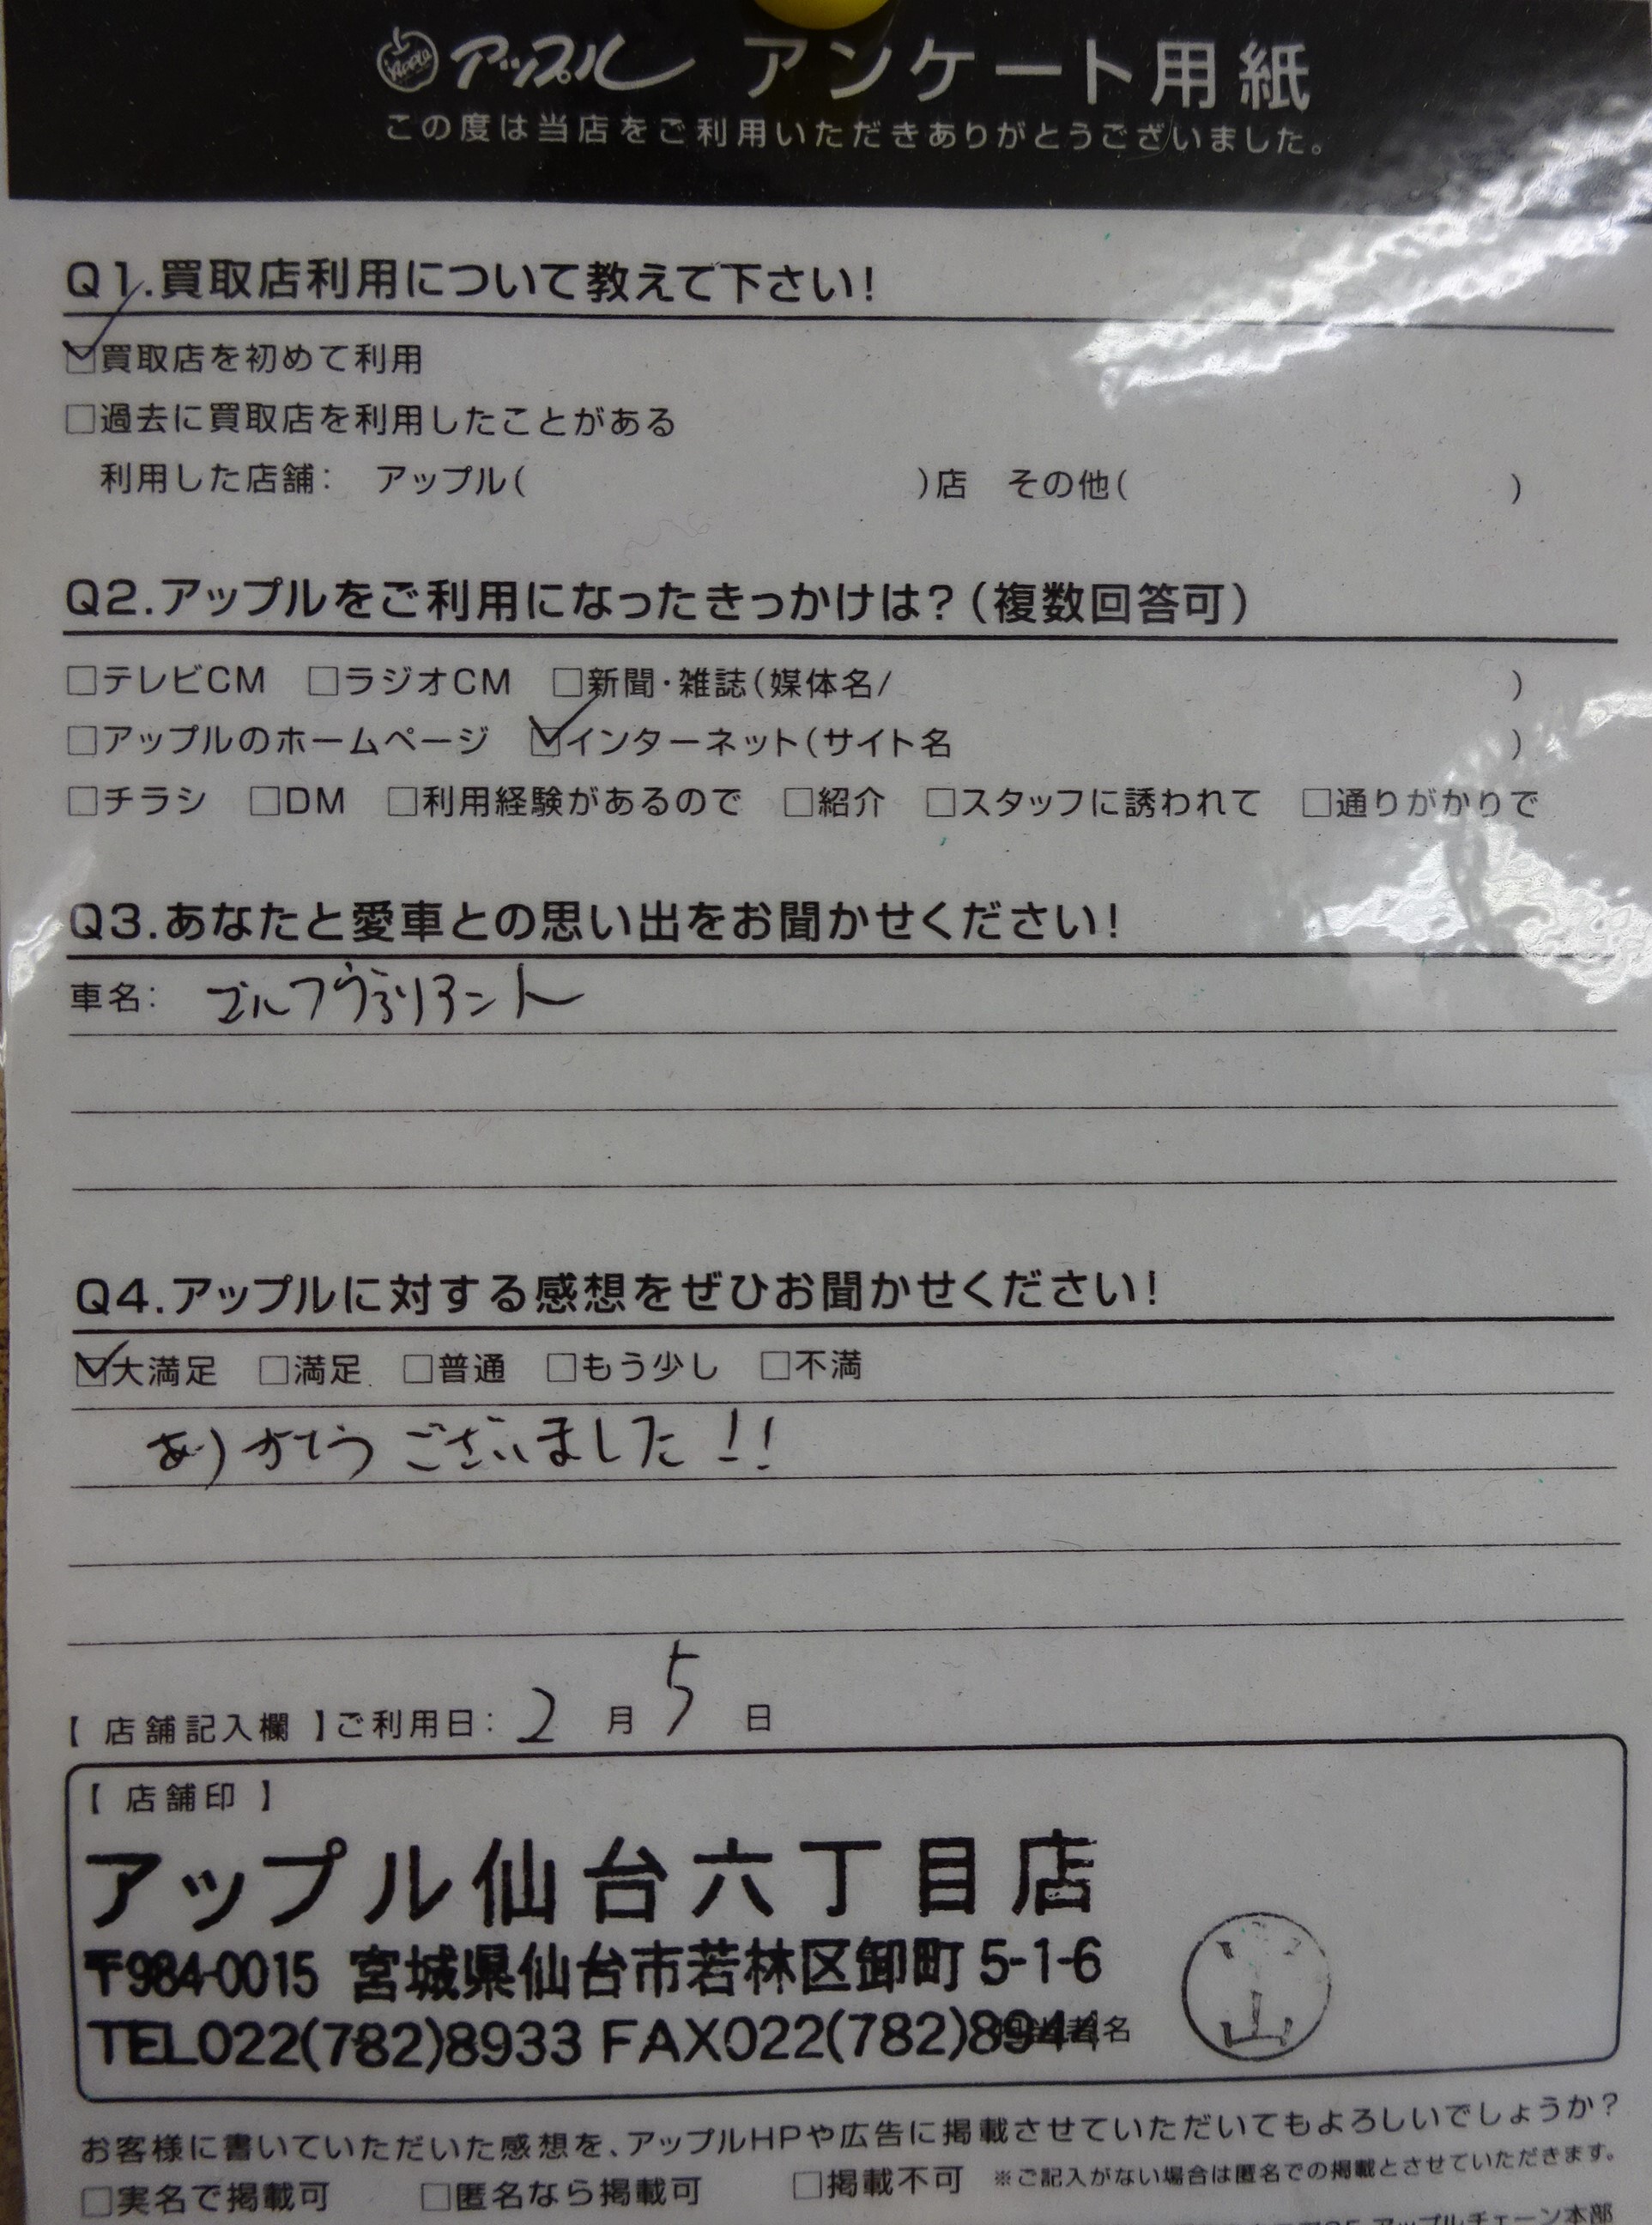 Apple アップル アンケート用紙
この度は当店をご利用いただきありがとうございました。
Q1.買取店利用について教えて下さい!
☑買取店を初めて利用
□過去に買取店を利用したことがある
利用した店舗: アップル( )店 その他( )
Q2.アップルをご利用になったきっかけは?(複数回答可)
□テレビCM □ラジオCM □新聞・雑誌(媒体名/ )
□アップルのホームページ ☑インターネット(サイト名 )
□チラシ □DM □利用経験があるので □紹介 □スタッフに誘われて □通りがかりで
Q3.あなたと愛車との思い出をお聞かせください!
車名: ゴルフヴァリアント
Q4.アップルに対する感想をぜひお聞かせください!
☑大満足 □満足 □普通 □もう少し □不満
ありがとうございました!!
【 店舗記入欄 】ご利用日: 2 月 5 日
【 店舗印 】
アップル仙台六丁目店
〒984-0015 宮城県仙台市若林区卸町 5-1-6
TEL022(782)8933 FAX022(782)8944
お客様に書いていただいた感想を、アップルHPや広告に掲載させていただいてもよろしいでしょうか?
□実名で掲載可 □匿名なら掲載可 □掲載不可 ※ご記入がない場合は匿名での掲載とさせていただきます。
アップルチェーン本部